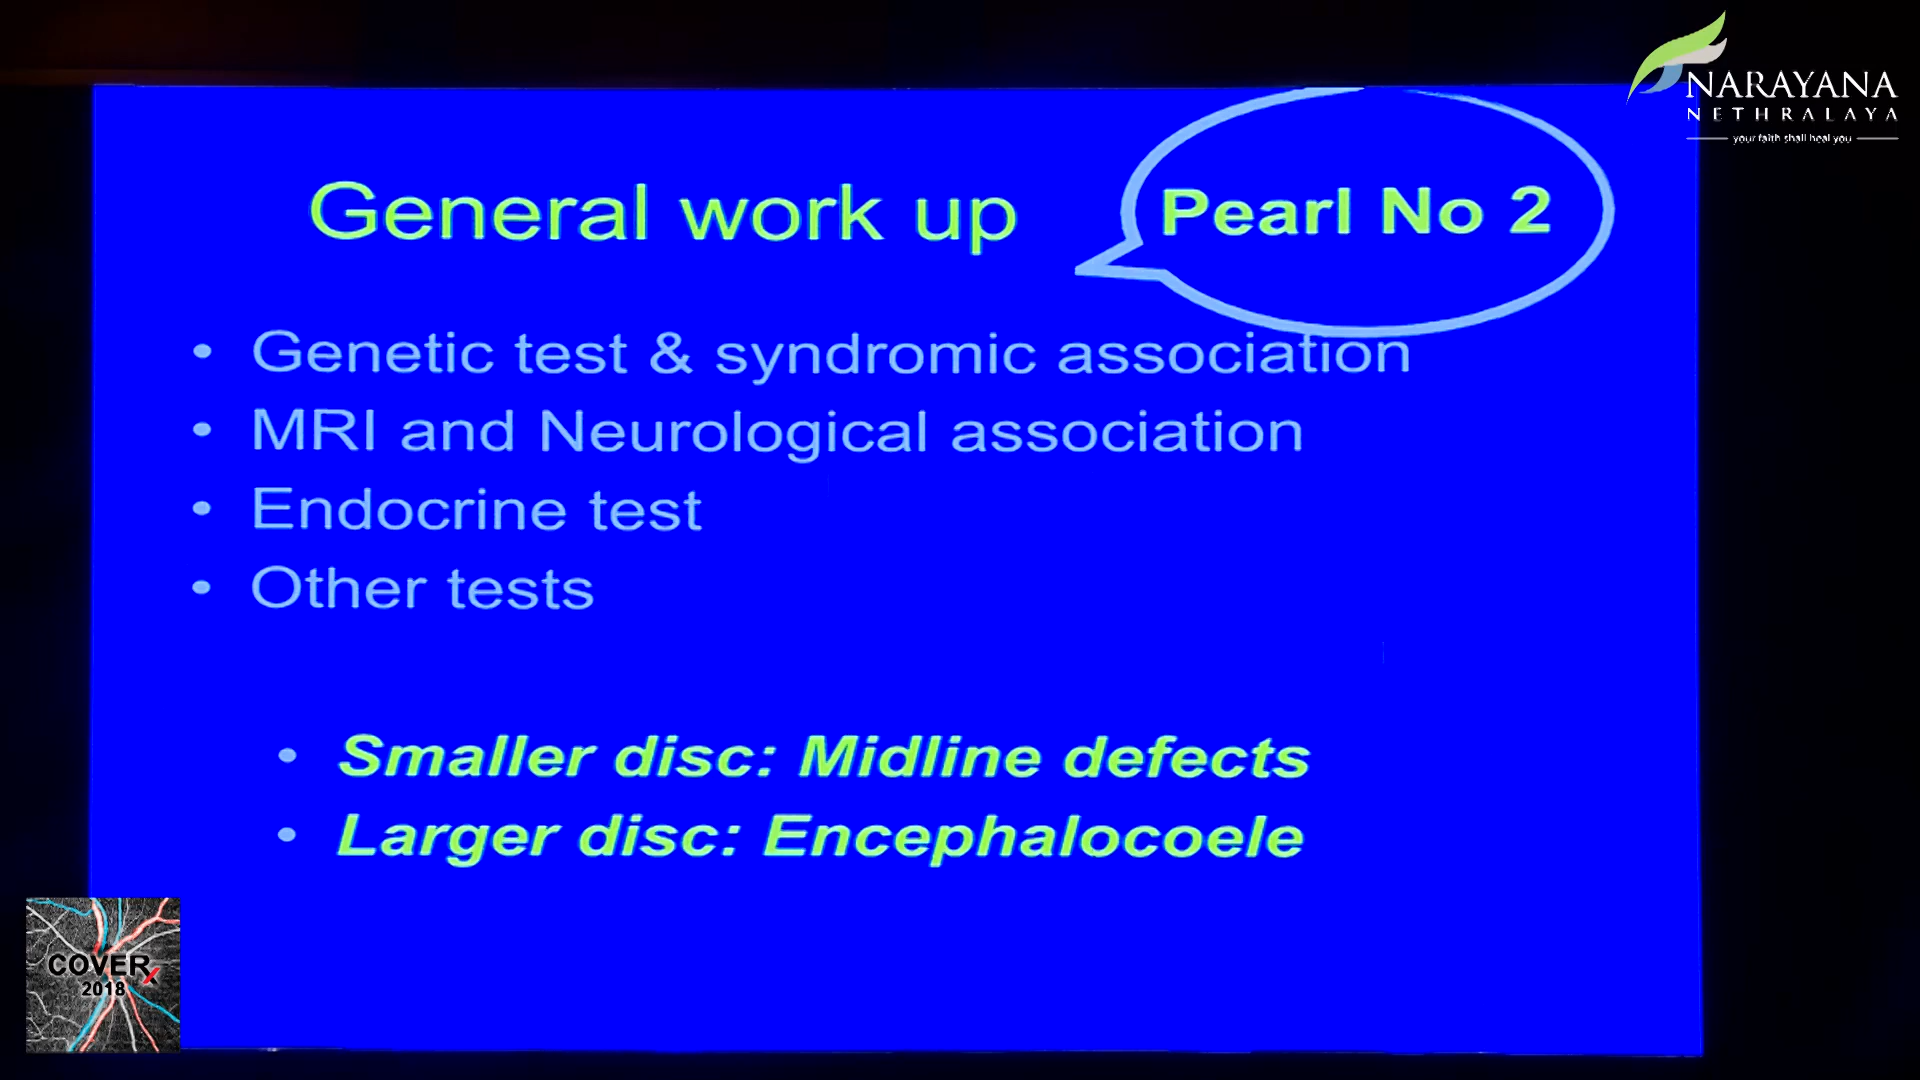 NARAYANA
NETHRALAYA
your faith shall heal you
General work up
Pearl No 2
• Genetic test & syndromic association
• MRI and Neurological association
• Endocrine test
• Other tests
• Smaller disc: Midline defects
• Larger disc: Encephalocoele
COVERx
2018